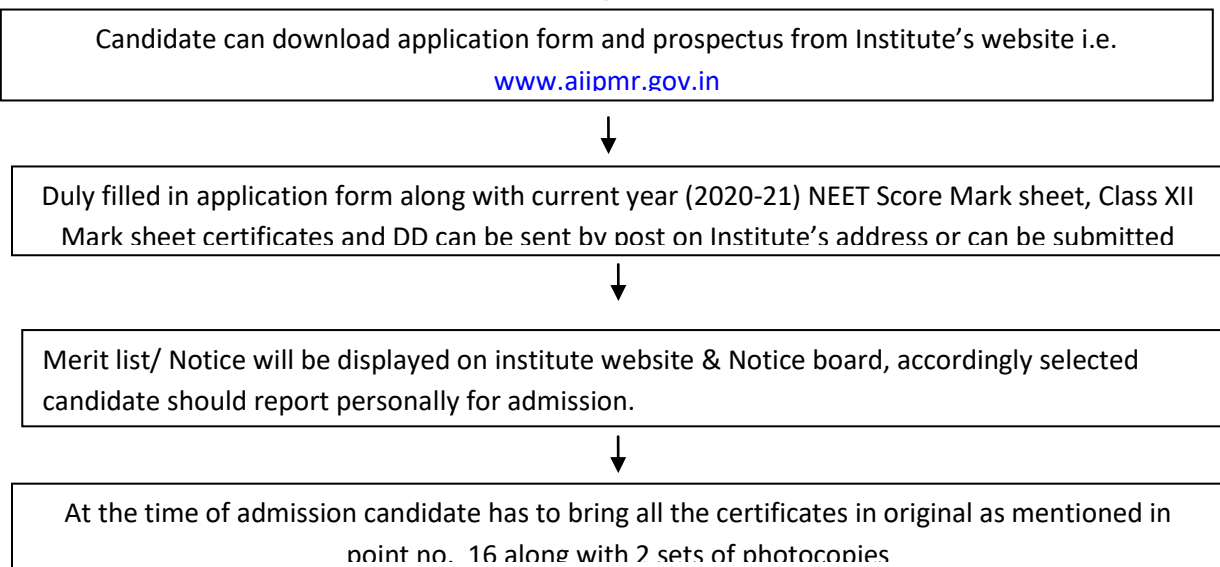 Candidate can download application form and prospectus from Institute’s website i.e.
www.aiipmr.gov.in
Duly filled in application form along with current year (2020-21) NEET Score Mark sheet, Class XII
Mark sheet certificates and DD can be sent by post on Institute’s address or can be submitted
Merit list/ Notice will be displayed on institute website & Notice board, accordingly selected
candidate should report personally for admission.
At the time of admission candidate has to bring all the certificates in original as mentioned in
point no. 16 along with 2 sets of photocopies